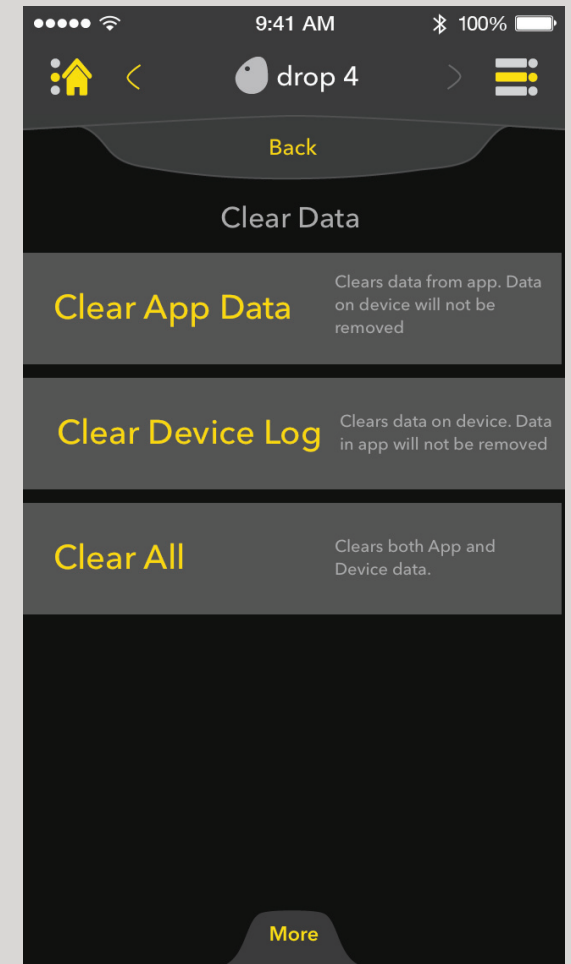 9:41 AM
100%
drop 4
Back
Clear Data
Clear App Data
Clears data from app. Data
on device will not be
removed
Clear Device Log
Clears data on device. Data
in app will not be removed
Clear All
Clears both App and
Device data.
More